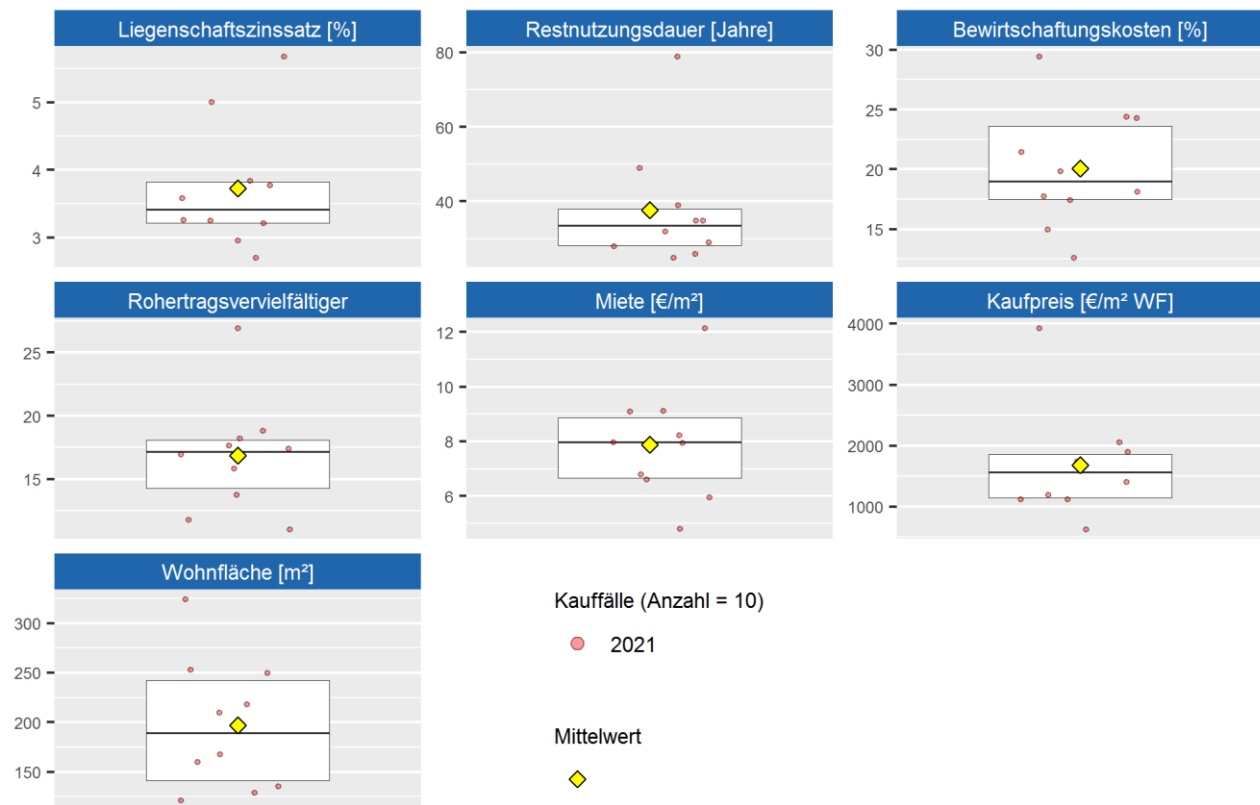 Liegenschaftszinssatz [%]
5
4
3
Restnutzungsdauer [Jahre]
80
60
40
Bewirtschaftungskosten [%]
30
25
20
15
Rohertragsvervielfältiger
25
20
15
Miete [€/m²]
12
10
8
6
Kaufpreis [€/m² WF]
4000
3000
2000
1000
Wohnfläche [m²]
300
250
200
150
Kauffälle (Anzahl = 10)
2021
Mittelwert